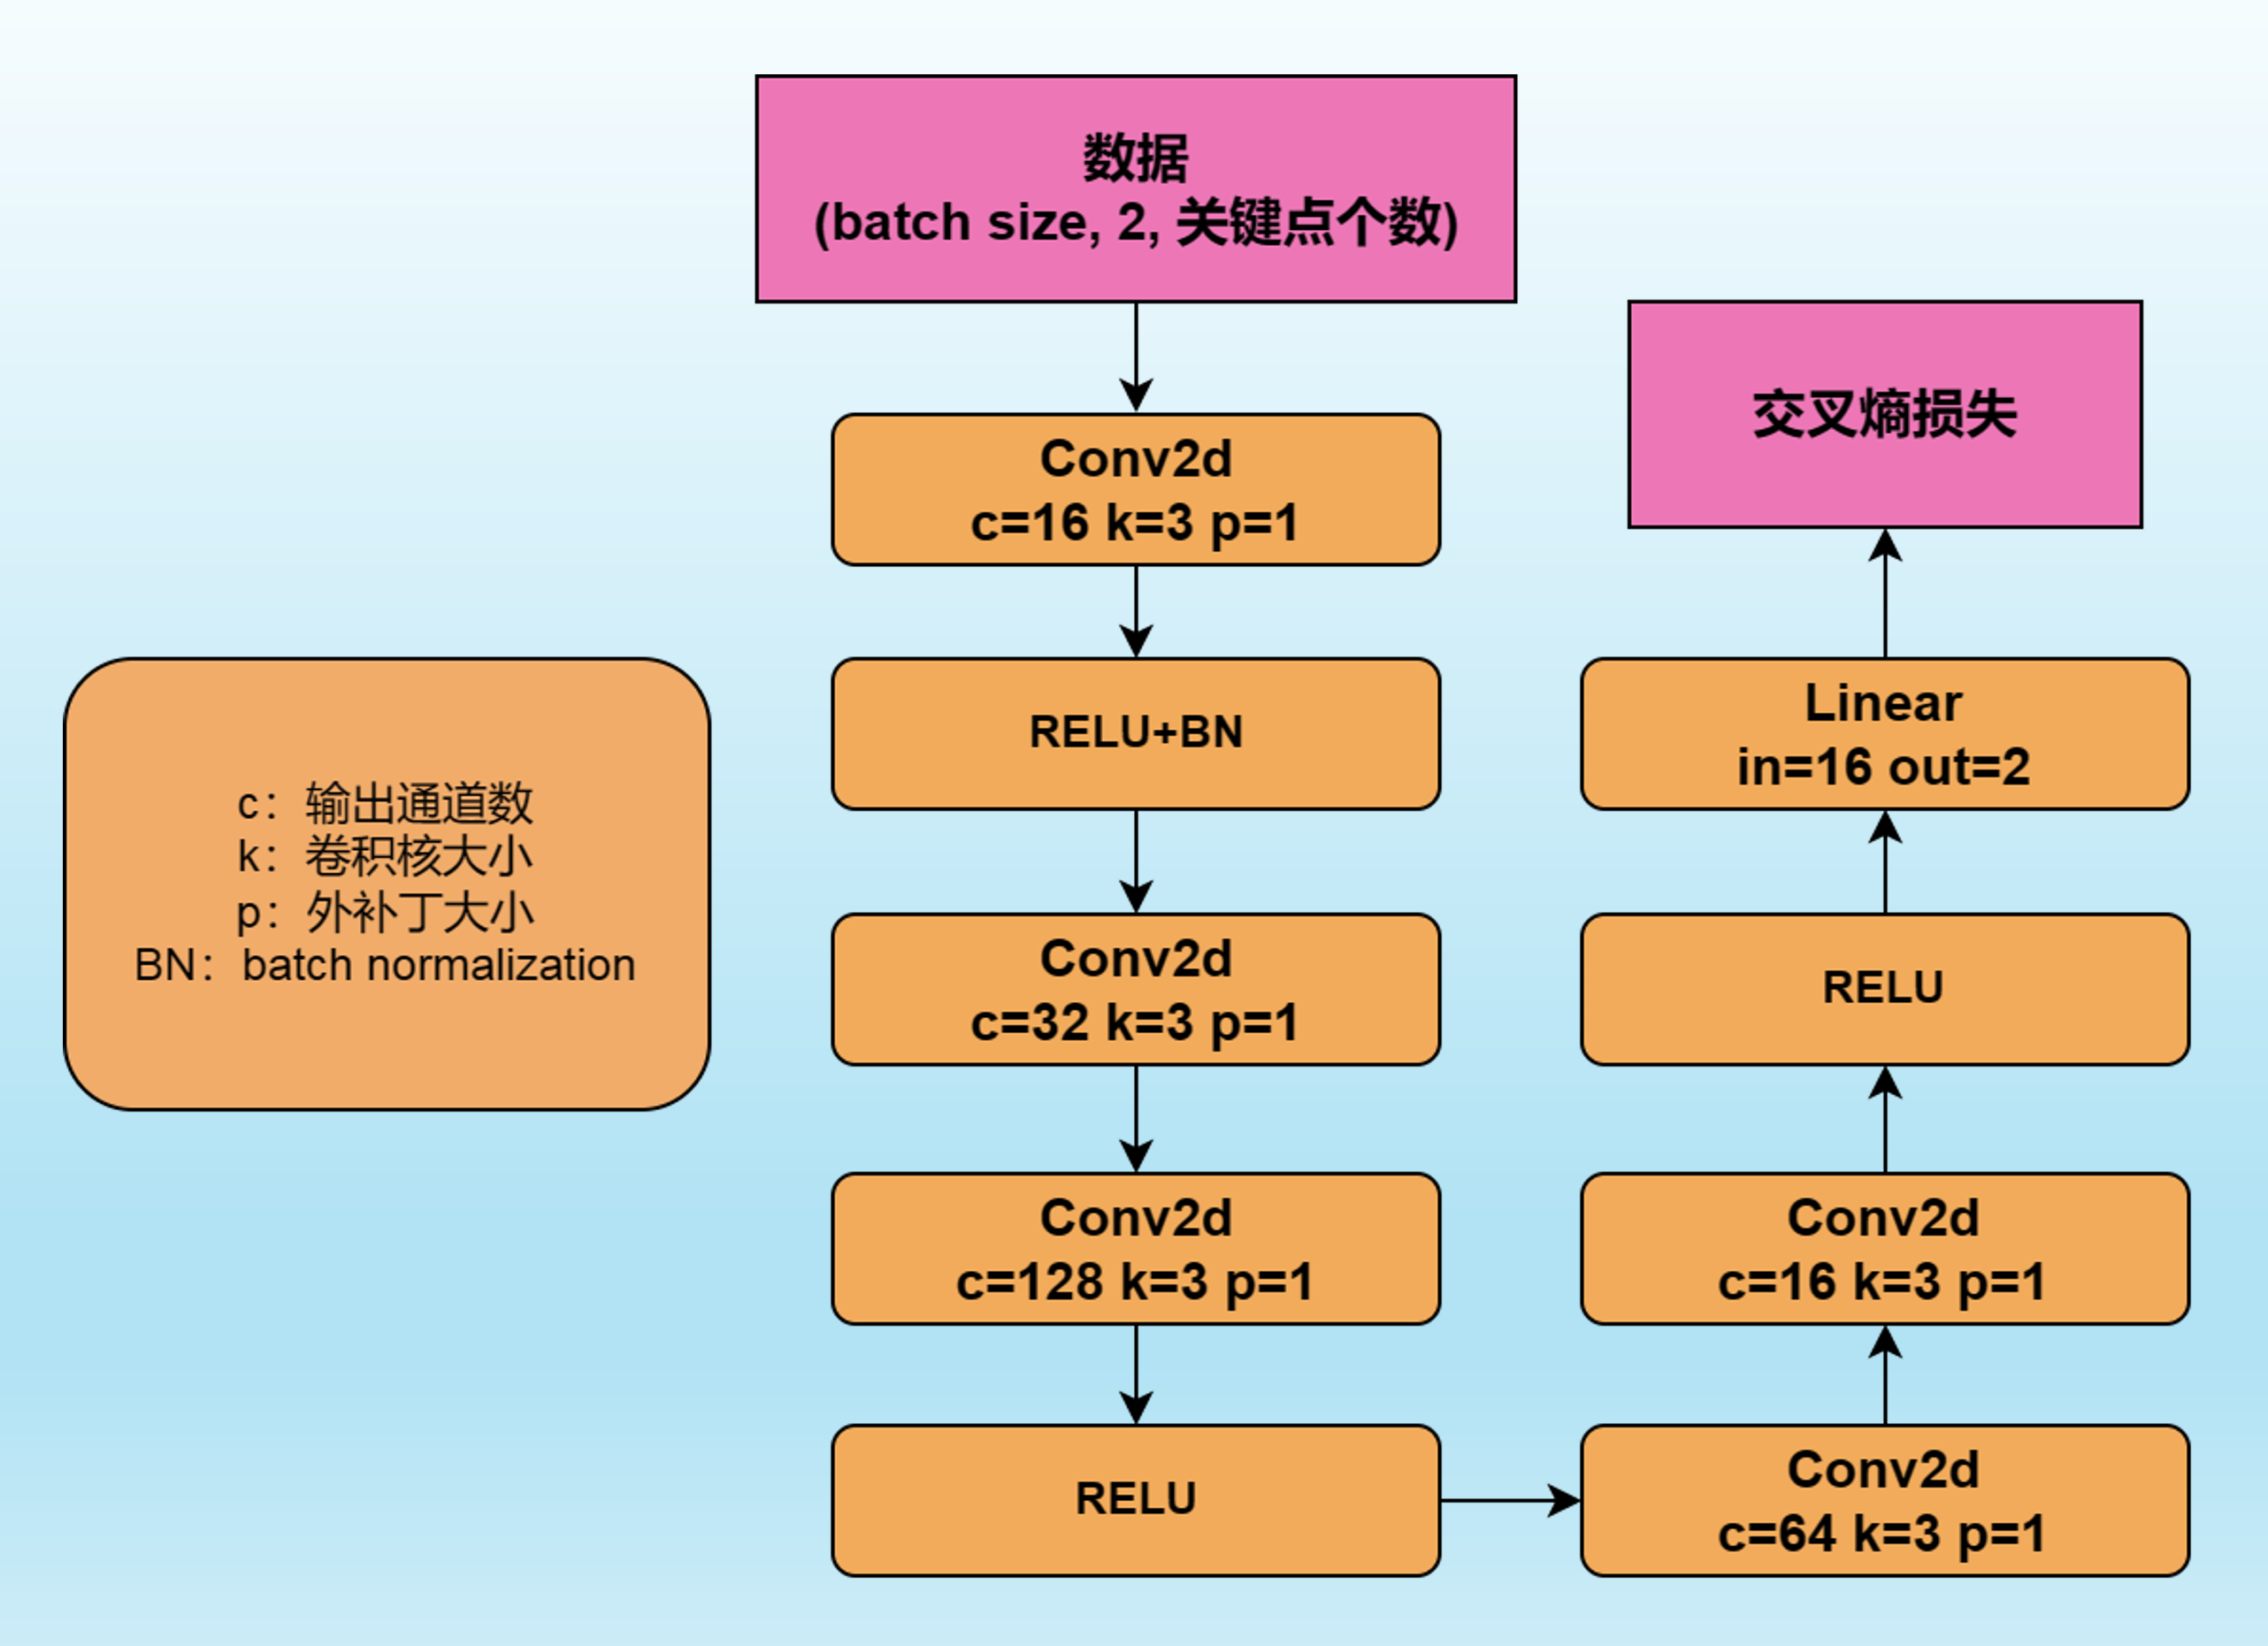 数据
(batch size, 2, 关键点个数)
Conv2d
c=16 k=3 p=1
RELU+BN
Conv2d
c=32 k=3 p=1
Conv2d
c=128 k=3 p=1
RELU
Conv2d
c=64 k=3 p=1
Conv2d
c=16 k=3 p=1
RELU
Linear
in=16 out=2
交叉熵损失
c：输出通道数
k：卷积核大小
p：外补丁大小
BN：batch normalization